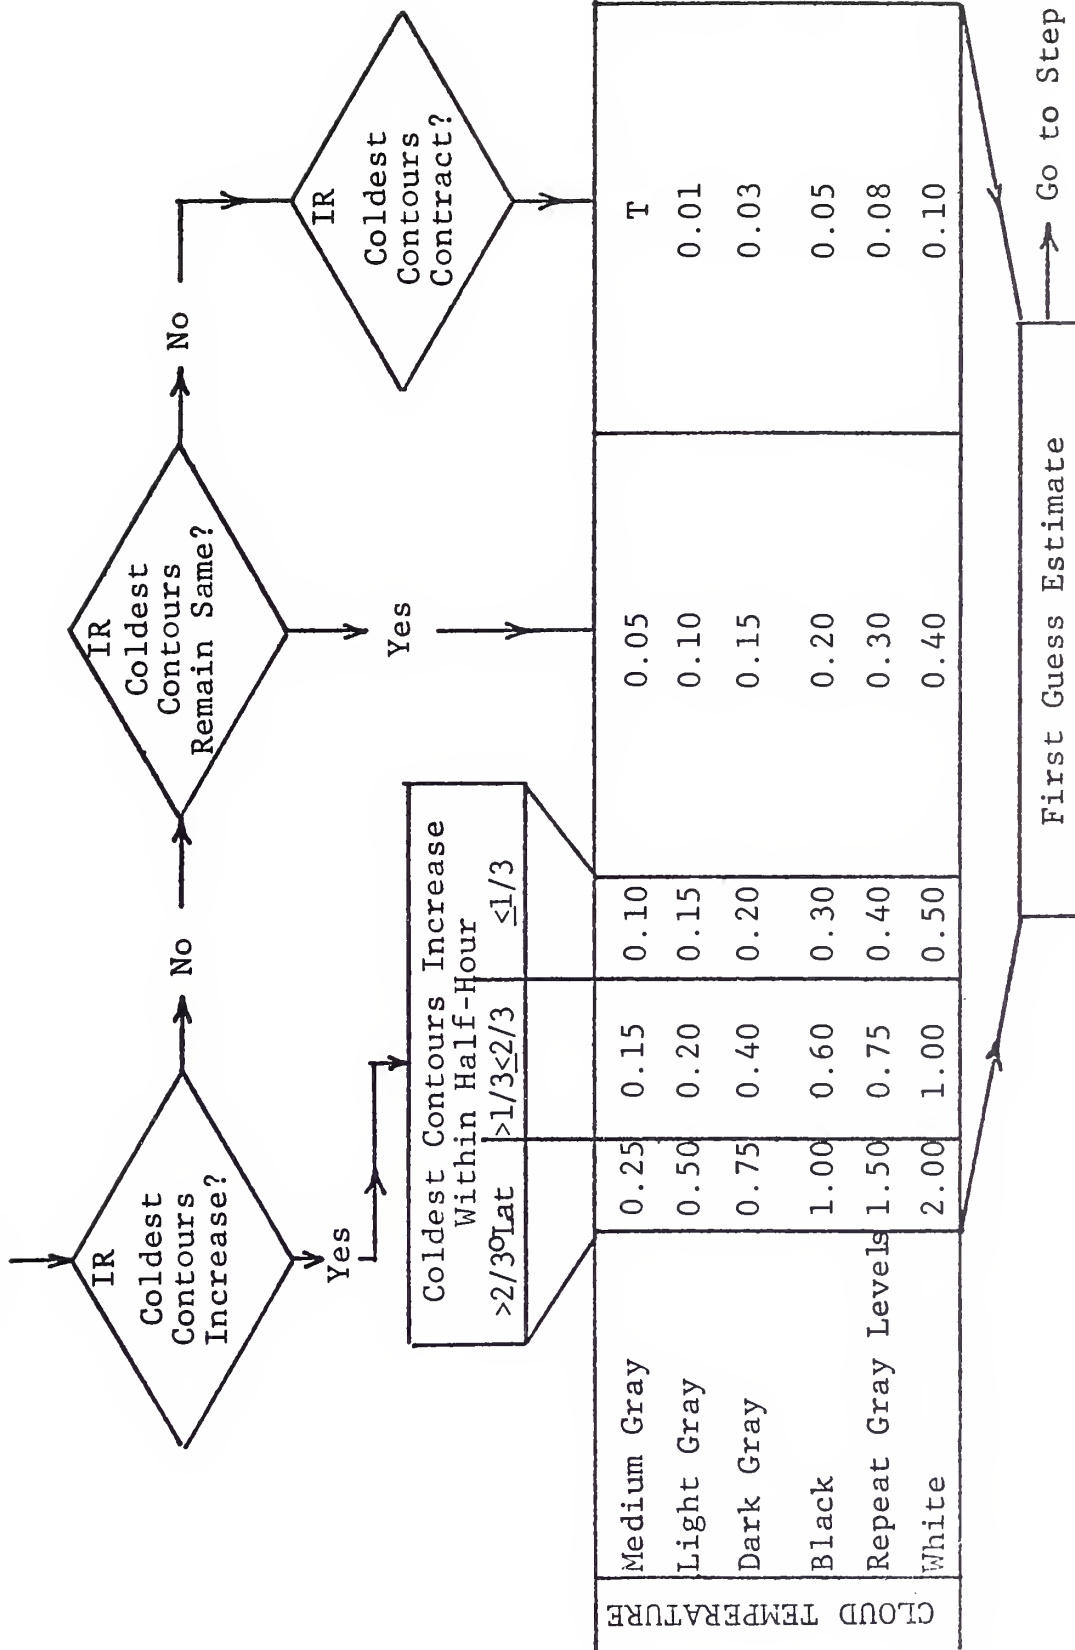 IR
Coldest
Contours
Increase?
No
IR
Coldest
Contours
Remain Same?
No
IR
Coldest
Contours
Contract?
Yes
Yes
Coldest Contours Increase
Within Half-Hour
>2/3°Lat >1/3≤2/3 ≤1/3
CLOUD TEMPERATURE
Medium Gray 0.25 0.15 0.10 0.05 T
Light Gray 0.50 0.20 0.15 0.10 0.01
Dark Gray 0.75 0.40 0.20 0.15 0.03
Black 1.00 0.60 0.30 0.20 0.05
Repeat Gray Levels 1.50 0.75 0.40 0.30 0.08
White 2.00 1.00 0.50 0.40 0.10
First Guess Estimate
Go to Step